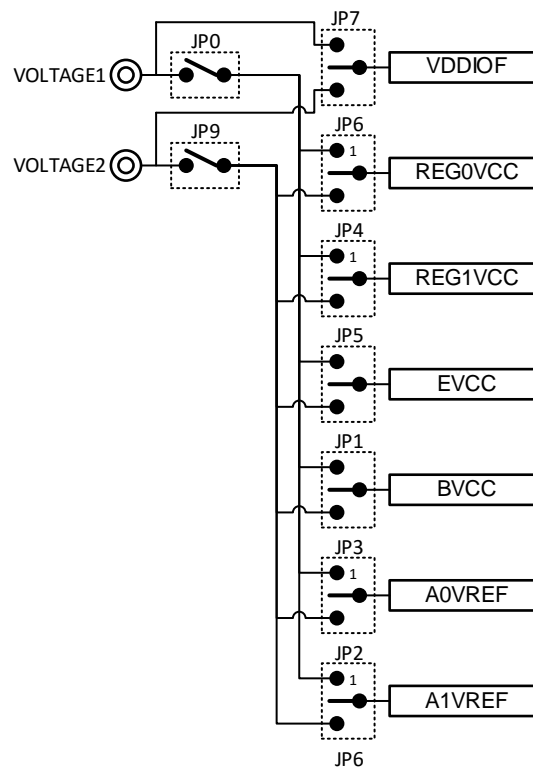 JP7
JP0
VDDIOF
VOLTAGE1
JP9
JP6
VOLTAGE2
1
REG0VCC
JP4
1
REG1VCC
JP5
EVCC
JP1
BVCC
JP3
1
A0VREF
JP2
1
A1VREF
JP6